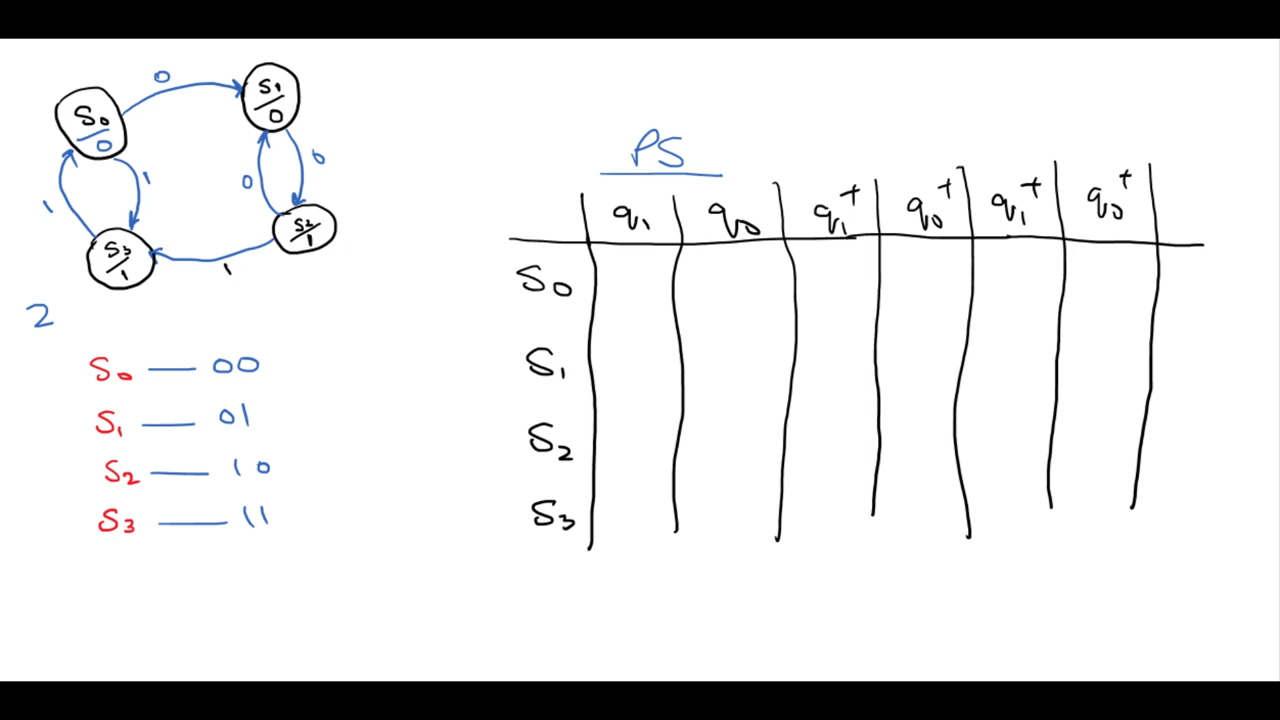 0
S0
0
S1
0
1
0
0
1
S3
1
S2
1
1
2
S0 — 00
S1 — 01
S2 — 10
S3 — 11
PS
q1 q0 q1+ q0+ q1+ q0+
S0
S1
S2
S3